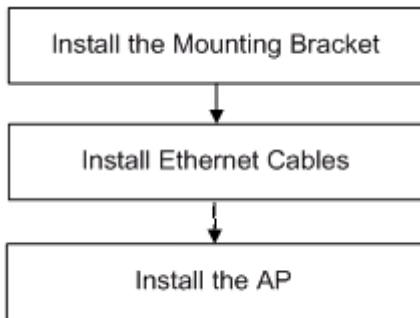 Install the Mounting Bracket
Install Ethernet Cables
Install the AP